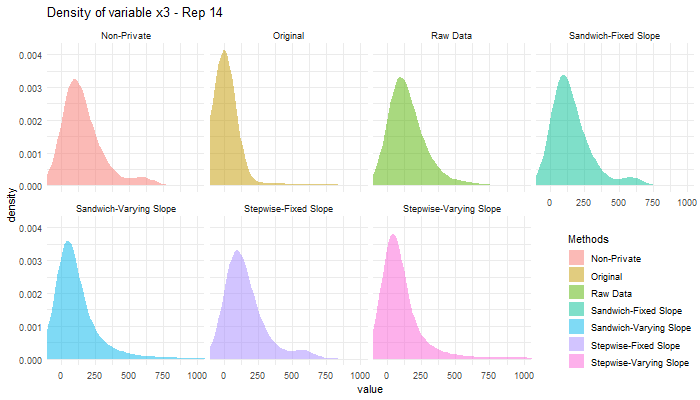 Density of variable x3 - Rep 14
Non-Private Original Raw Data Sandwich-Fixed Slope
0.004
0.003
0.002
0.001
0.000
0 250 500 750 1000
Sandwich-Varying Slope Stepwise-Fixed Slope Stepwise-Varying Slope
0.004
0.003
0.002
0.001
0.000
0 250 500 750 1000 0 250 500 750 1000 0 250 500 750 1000
density
value
Methods
Non-Private
Original
Raw Data
Sandwich-Fixed Slope
Sandwich-Varying Slope
Stepwise-Fixed Slope
Stepwise-Varying Slope